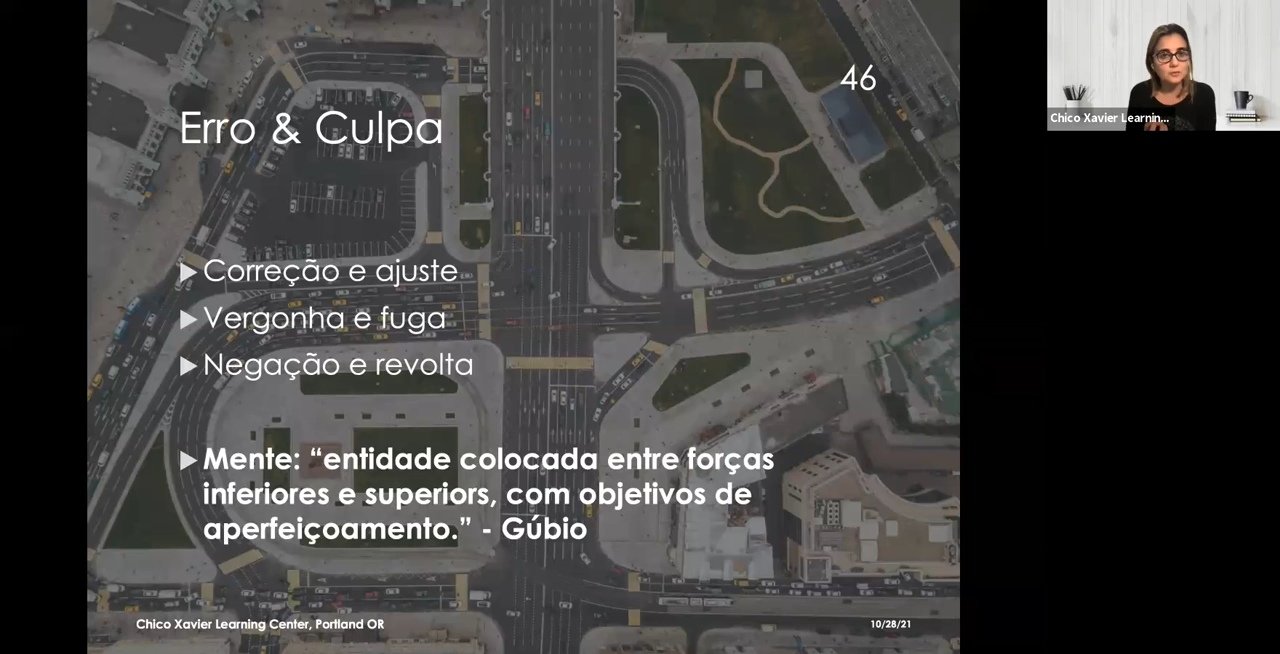 46
Erro & Culpa
Correção e ajuste
Vergonha e fuga
Negação e revolta
Mente: “entidade colocada entre forças
inferiores e superiors, com objetivos de
aperfeiçoamento.” - Gúbio
Chico Xavier Learning Center, Portland OR
10/28/21
Chico Xavier Learnin...